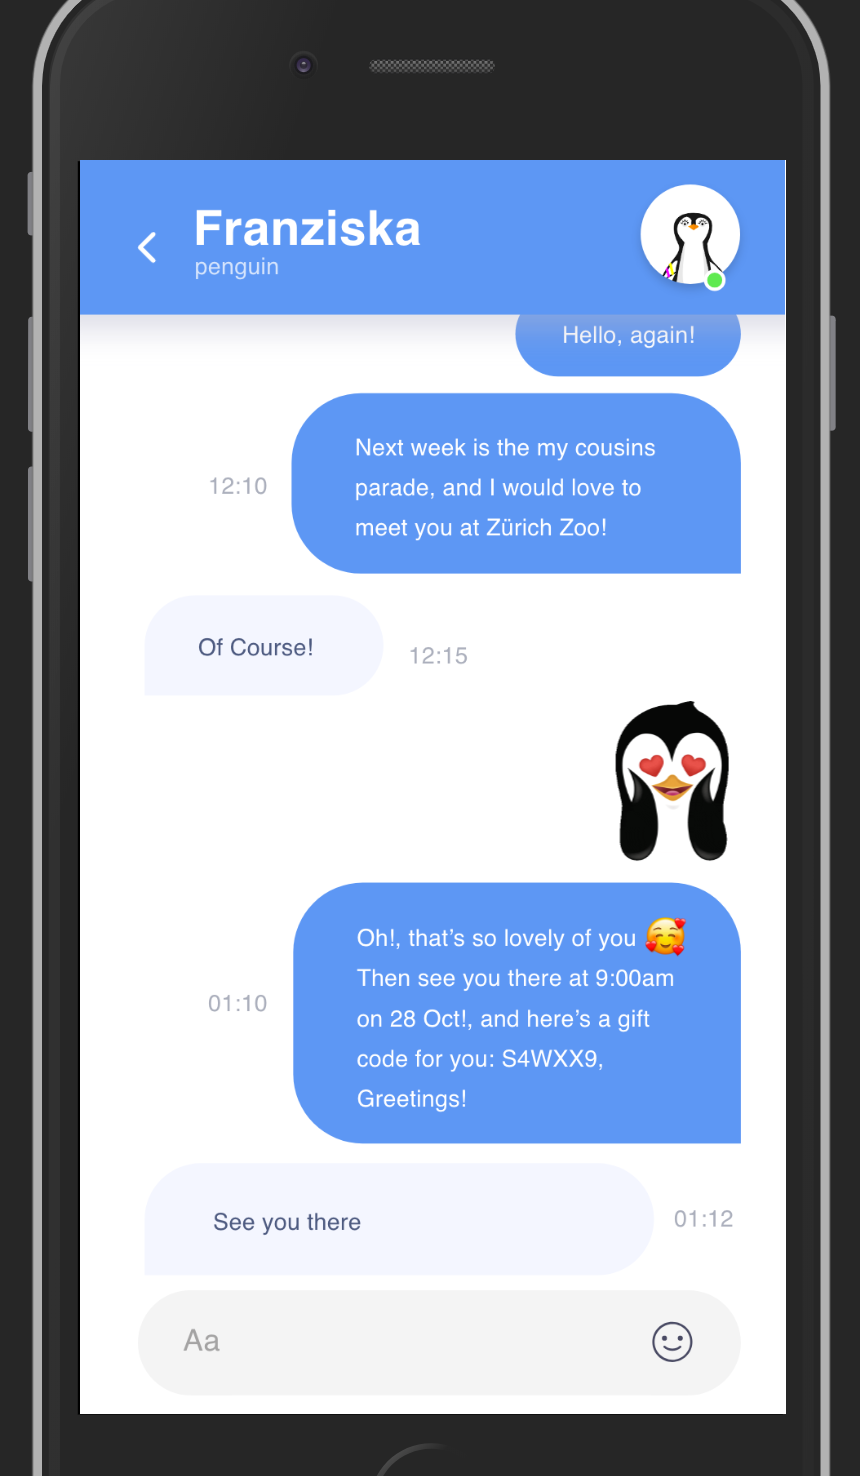 Franziska
penguin
Hello, again!
Next week is the my cousins
parade, and I would love to
meet you at Zürich Zoo!
12:10
Of Course!
12:15
Oh!, that’s so lovely of you 🥰
Then see you there at 9:00am
on 28 Oct!, and here’s a gift
code for you: S4WXX9,
Greetings!
01:10
See you there
01:12
Aa